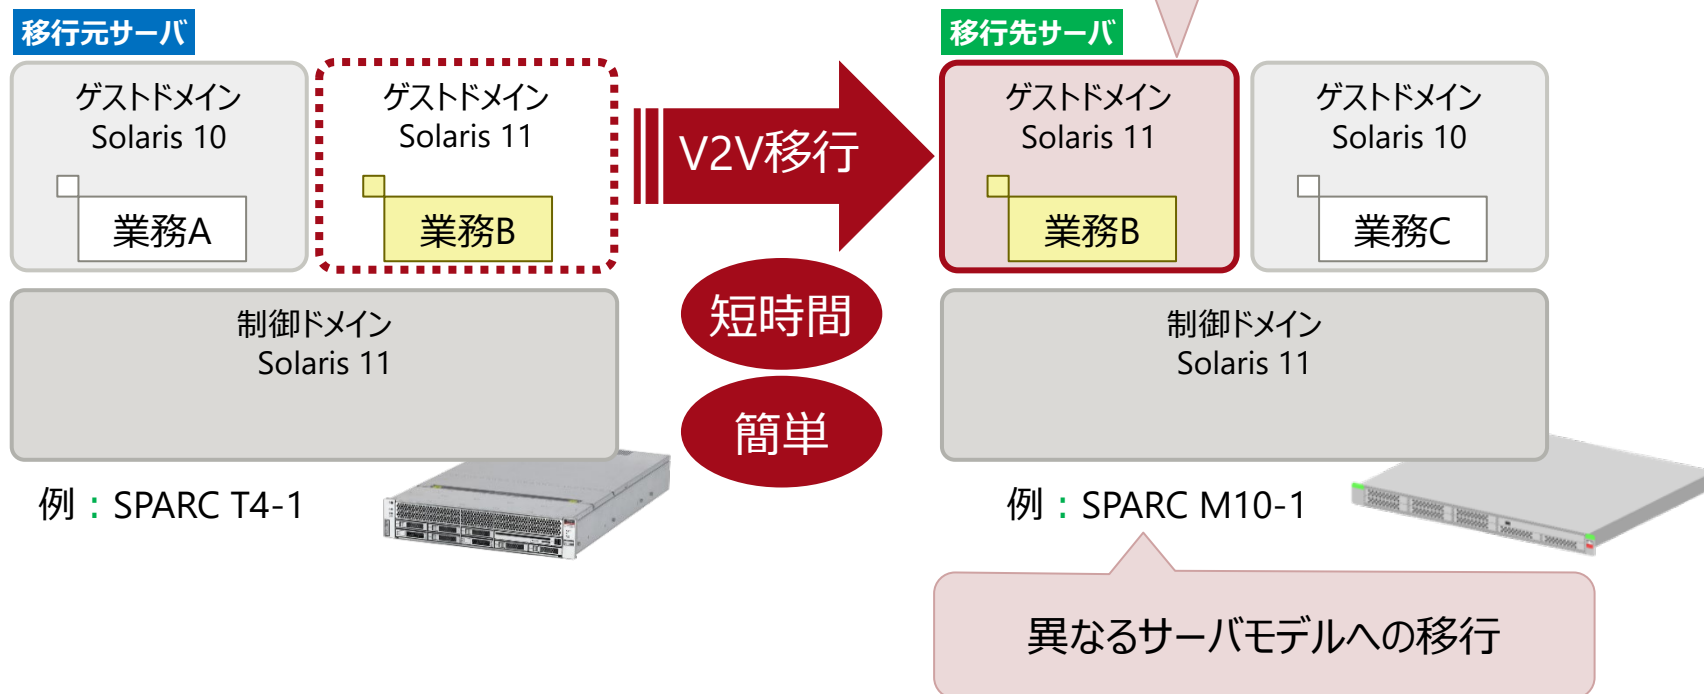 移行元サーバ
ゲストドメイン
Solaris 10
業務A
ゲストドメイン
Solaris 11
業務B
制御ドメイン
Solaris 11
例：SPARC T4-1
V2V移行
短時間
簡単
移行先サーバ
ゲストドメイン
Solaris 11
業務B
ゲストドメイン
Solaris 10
業務C
制御ドメイン
Solaris 11
例：SPARC M10-1
異なるサーバモデルへの移行